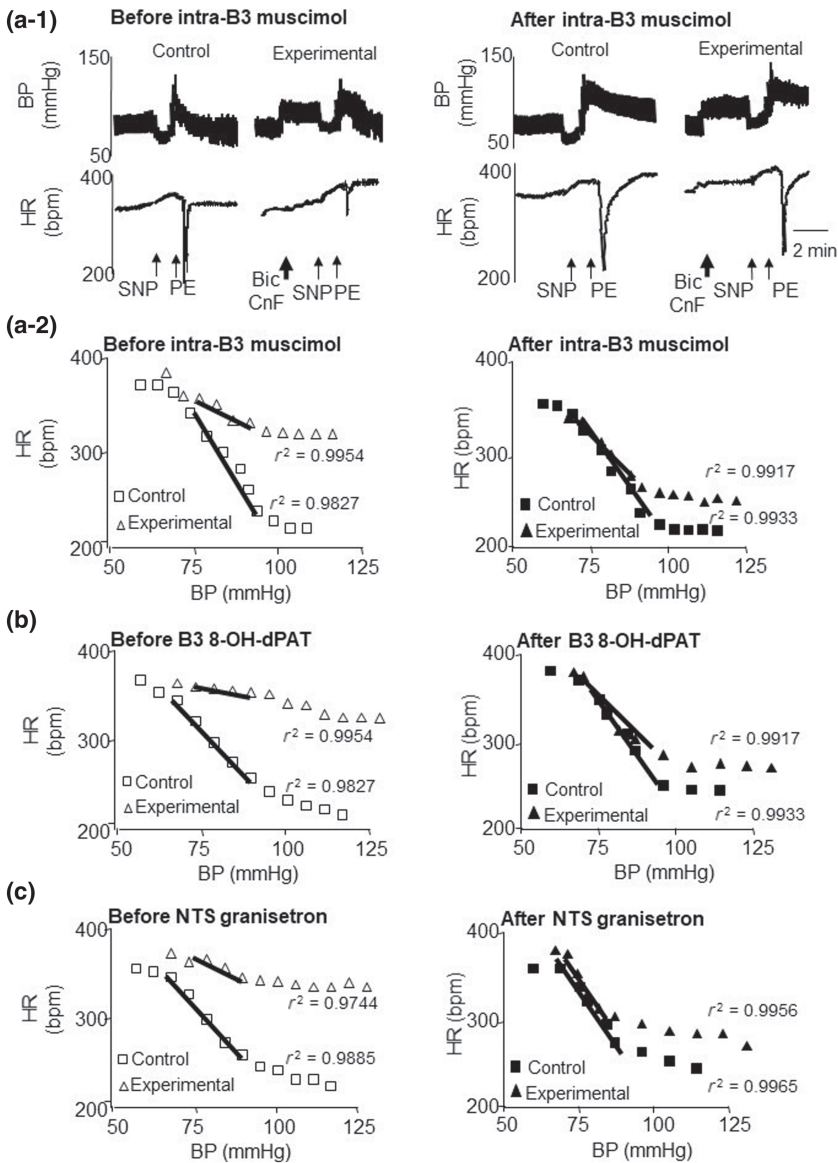 (a-1)
Before intra-B3 muscimol
After intra-B3 muscimol
Control
Experimental
Control
Experimental
BP
(mmHg)
150
50
BP
(mmHg)
150
50
HR
(bpm)
400
200
HR
(bpm)
400
200
2 min
SNP
PE
Bic
CnF
SNP
PE
SNP
PE
Bic
CnF
SNP
PE
(a-2)
Before intra-B3 muscimol
HR
(bpm)
400
300
200
r² = 0.9954
r² = 0.9827
Control
Experimental
50
75
100
125
BP (mmHg)
After intra-B3 muscimol
HR (bpm)
400
300
200
r² = 0.9917
r² = 0.9933
Control
Experimental
50
75
100
125
BP (mmHg)
(b)
Before B3 8-OH-dPAT
HR
(bpm)
400
300
200
r² = 0.9954
r² = 0.9827
Control
Experimental
50
75
100
125
BP (mmHg)
After B3 8-OH-dPAT
HR (bpm)
400
300
200
r² = 0.9917
r² = 0.9933
Control
Experimental
50
75
100
125
BP (mmHg)
(c)
Before NTS granisetron
HR
(bpm)
400
300
200
r² = 0.9744
r² = 0.9885
Control
Experimental
50
75
100
125
BP (mmHg)
After NTS granisetron
HR (bpm)
400
300
200
r² = 0.9956
r² = 0.9965
Control
Experimental
50
75
100
125
BP (mmHg)